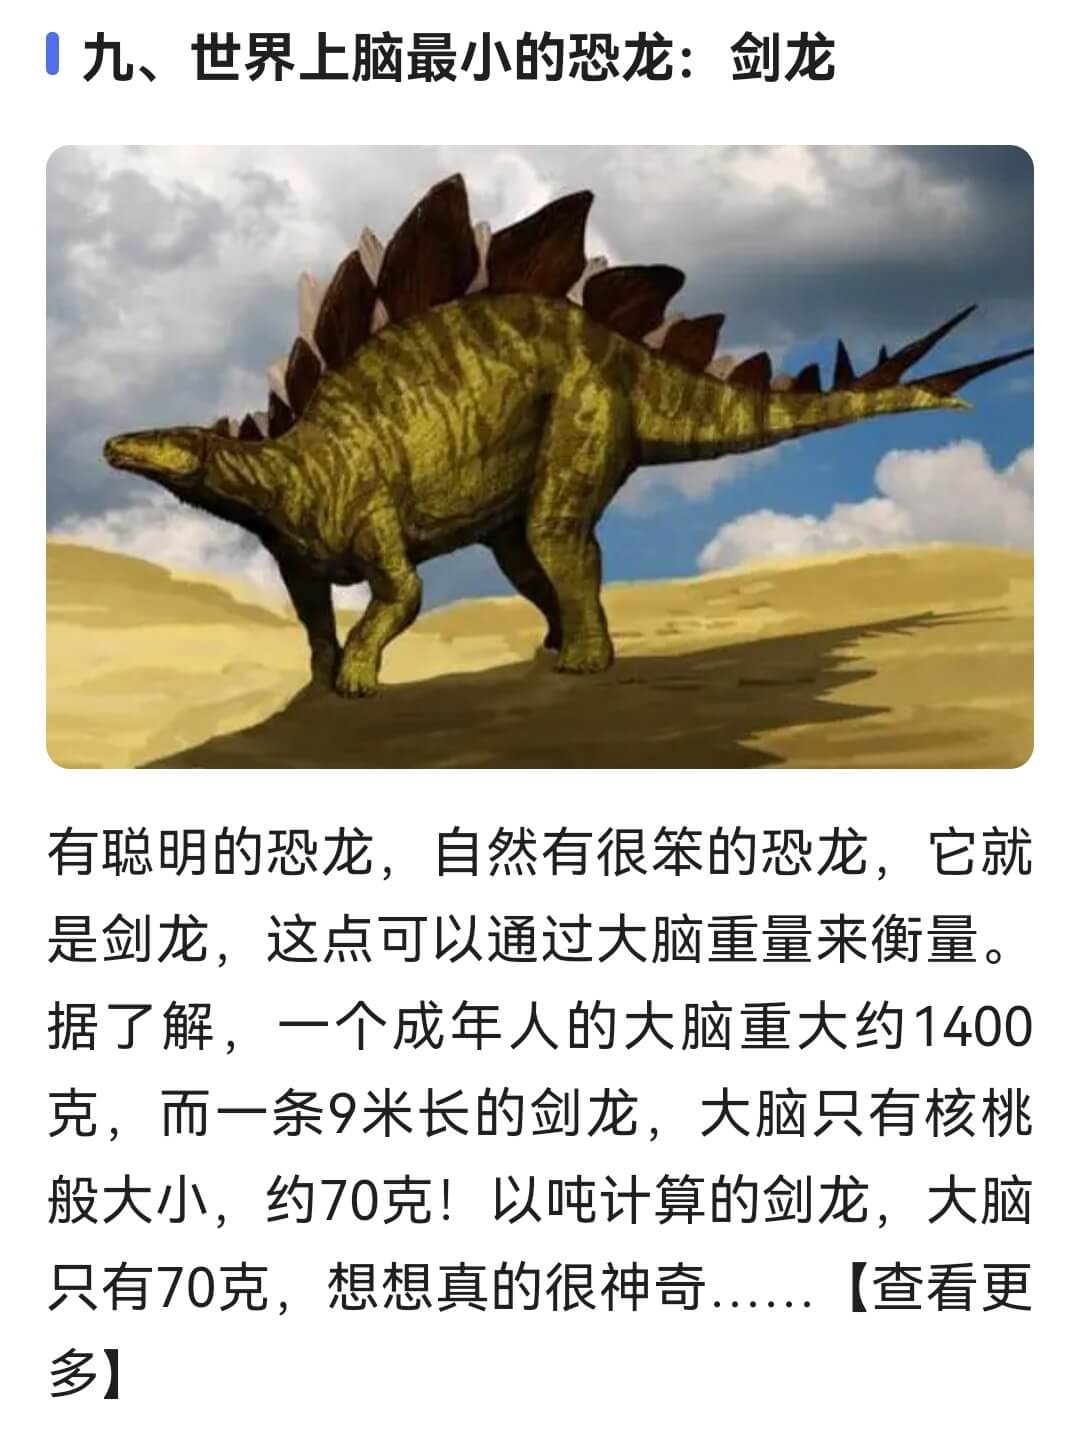 九、世界上脑最小的恐龙：剑龙
有聪明的恐龙，自然有很笨的恐龙，它就
是剑龙，这点可以通过大脑重量来衡量。
据了解，一个成年人的大脑重大约1400
克，而一条9米长的剑龙，大脑只有核桃
般大小，约70克！以吨计算的剑龙，大脑
只有70克，想想真的很神奇……【查看更
多】